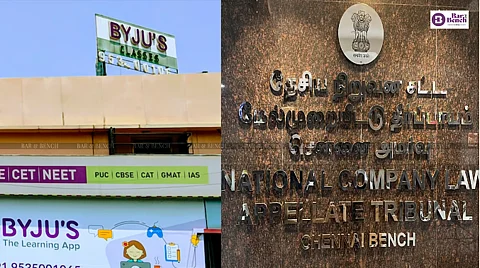 BYJU'S
CLASSES
E | CET | NEET
PUC | CBSE | CAT | GMAT | IAS
BYJU'S
The Learning App
Bar & Bench
தேசிய நிறுவன சட்ட
மேல்முறையீட்டு தீர்ப்பாயம்
சென்னை அமர்வு
NATIONAL COMPANY LAW
APPELLATE TRIBUNAL
CHENNAI BENCH